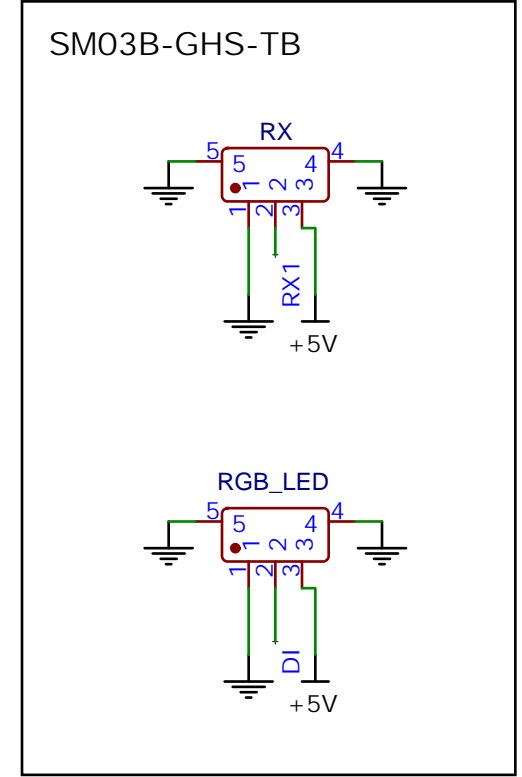 SM03B-GHS-TB
RX
5 5 4 4
1 2 3
1 2 3
RX1
+5V
RGB_LED
5 5 4 4
1 2 3
1 2 3
DI
+5V